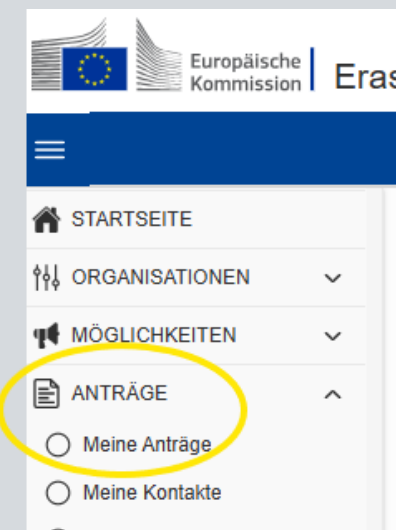 Europäische
Kommission
Eras
STARTSEITE
ORGANISATIONEN
MÖGLICHKEITEN
ANTRÄGE
Meine Anträge
Meine Kontakte